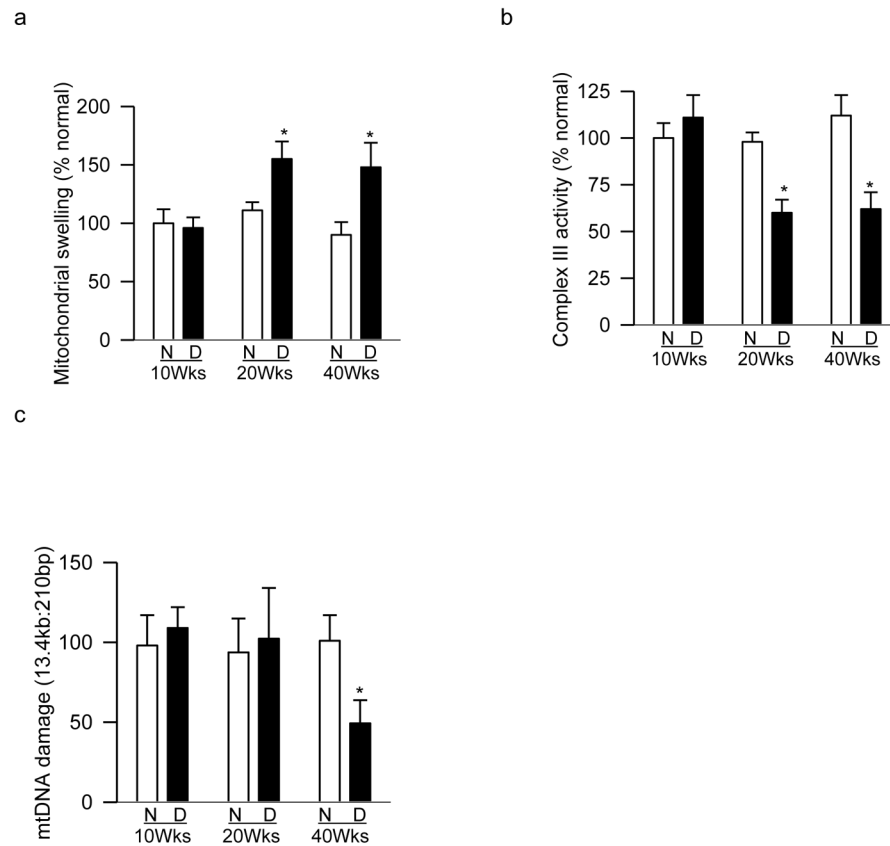 a
Mitochondrial swelling (% normal)
200
150
100
50
0
*
*
N D N D N D
10Wks 20Wks 40Wks
b
Complex III activity (% normal)
125
100
75
50
25
0
*
*
N D N D N D
10Wks 20Wks 40Wks
c
mtDNA damage (13.4kb:210bp)
150
100
50
0
*
N D N D N D
10Wks 20Wks 40Wks